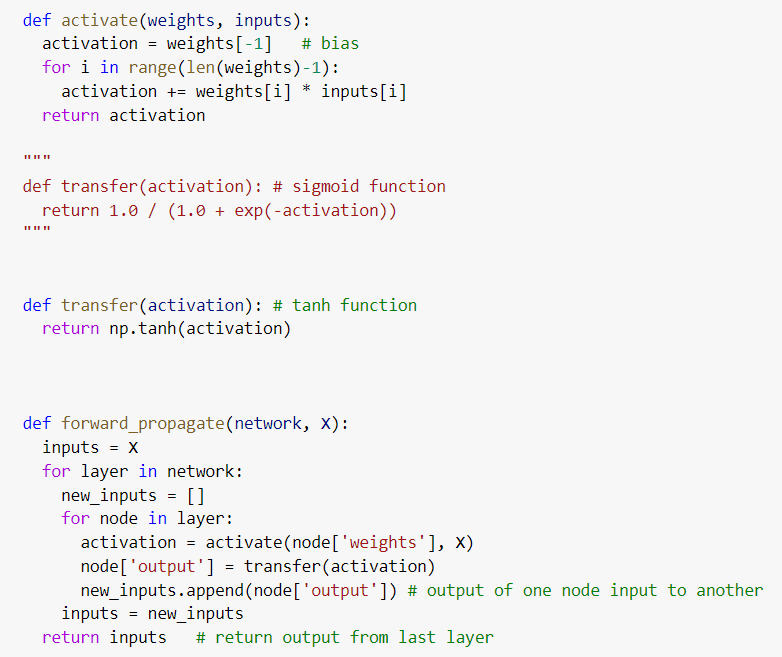 def activate(weights, inputs):
  activation = weights[-1]   # bias
  for i in range(len(weights)-1):
    activation += weights[i] * inputs[i]
  return activation

"""
def transfer(activation): # sigmoid function
  return 1.0 / (1.0 + exp(-activation))
"""

def transfer(activation): # tanh function
  return np.tanh(activation)

def forward_propagate(network, X):
  inputs = X
  for layer in network:
    new_inputs = []
    for node in layer:
      activation = activate(node['weights'], X)
      node['output'] = transfer(activation)
      new_inputs.append(node['output']) # output of one node input to another
    inputs = new_inputs
  return inputs   # return output from last layer